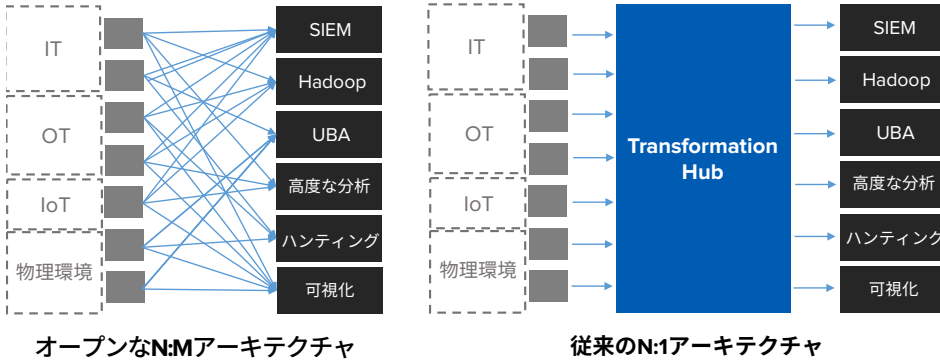 IT
OT
IoT
物理環境
SIEM
Hadoop
UBA
高度な分析
ハンティング
可視化
オープンなN:Mアーキテクチャ
IT
OT
IoT
物理環境
Transformation
Hub
SIEM
Hadoop
UBA
高度な分析
ハンティング
可視化
従来のN:1アーキテクチャ